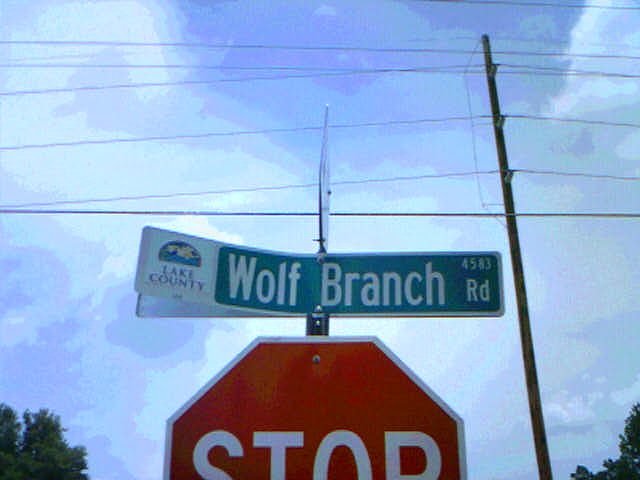 LAKE
COUNTY
Wolf Branch Rd
4583
STOP